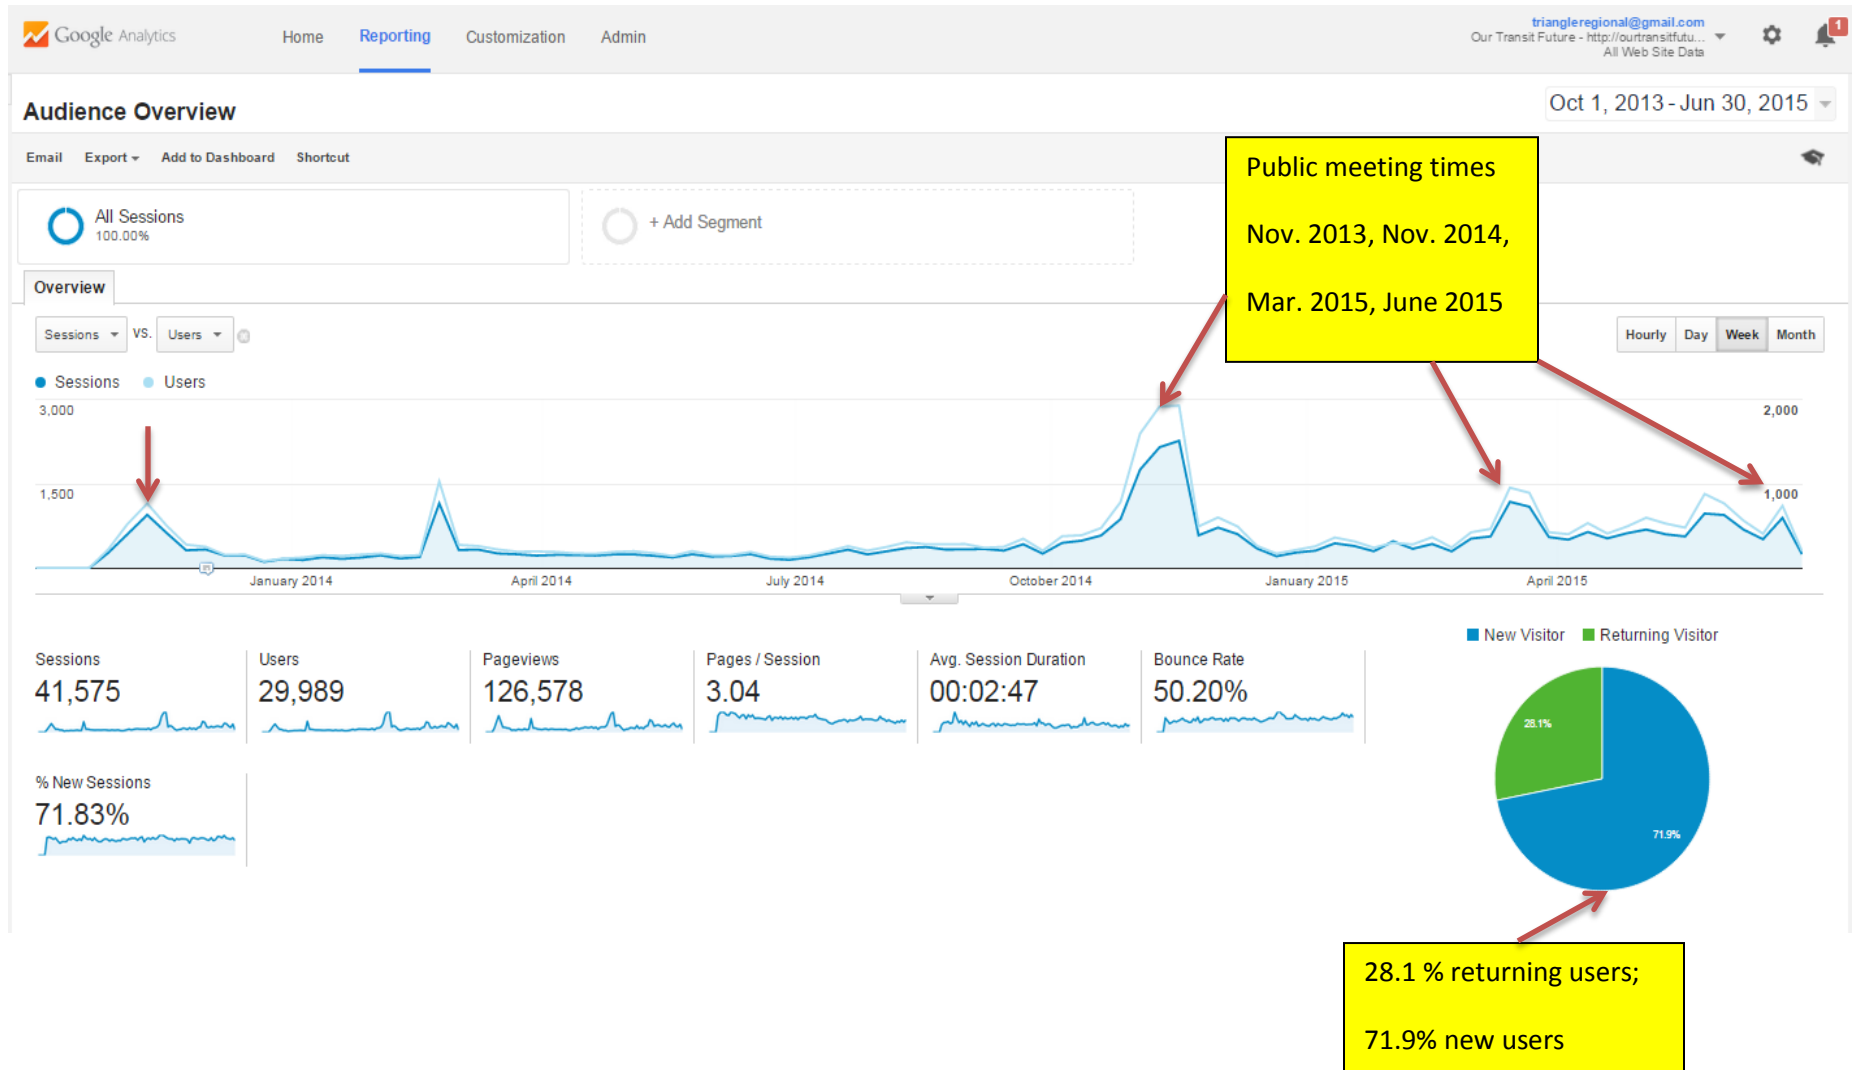 Google Analytics
Home Reporting Customization Admin
triangleregional@gmail.com
Our Transit Future - http://ourtransitfutu...
All Web Site Data
1
Audience Overview
Oct 1, 2013 - Jun 30, 2015
Email Export Add to Dashboard Shortcut
Public meeting times
Nov. 2013, Nov. 2014,
Mar. 2015, June 2015
All Sessions
100.00%
+ Add Segment
Overview
Sessions VS. Users
Hourly Day Week Month
Sessions Users
3,000 2,000
1,500 1,000
January 2014 April 2014 July 2014 October 2014 January 2015 April 2015
New Visitor Returning Visitor
Sessions Users Pageviews Pages / Session Avg. Session Duration Bounce Rate
41,575 29,989 126,578 3.04 00:02:47 50.20%
28.1%
% New Sessions
71.83%
71.9%
28.1 % returning users;
71.9% new users